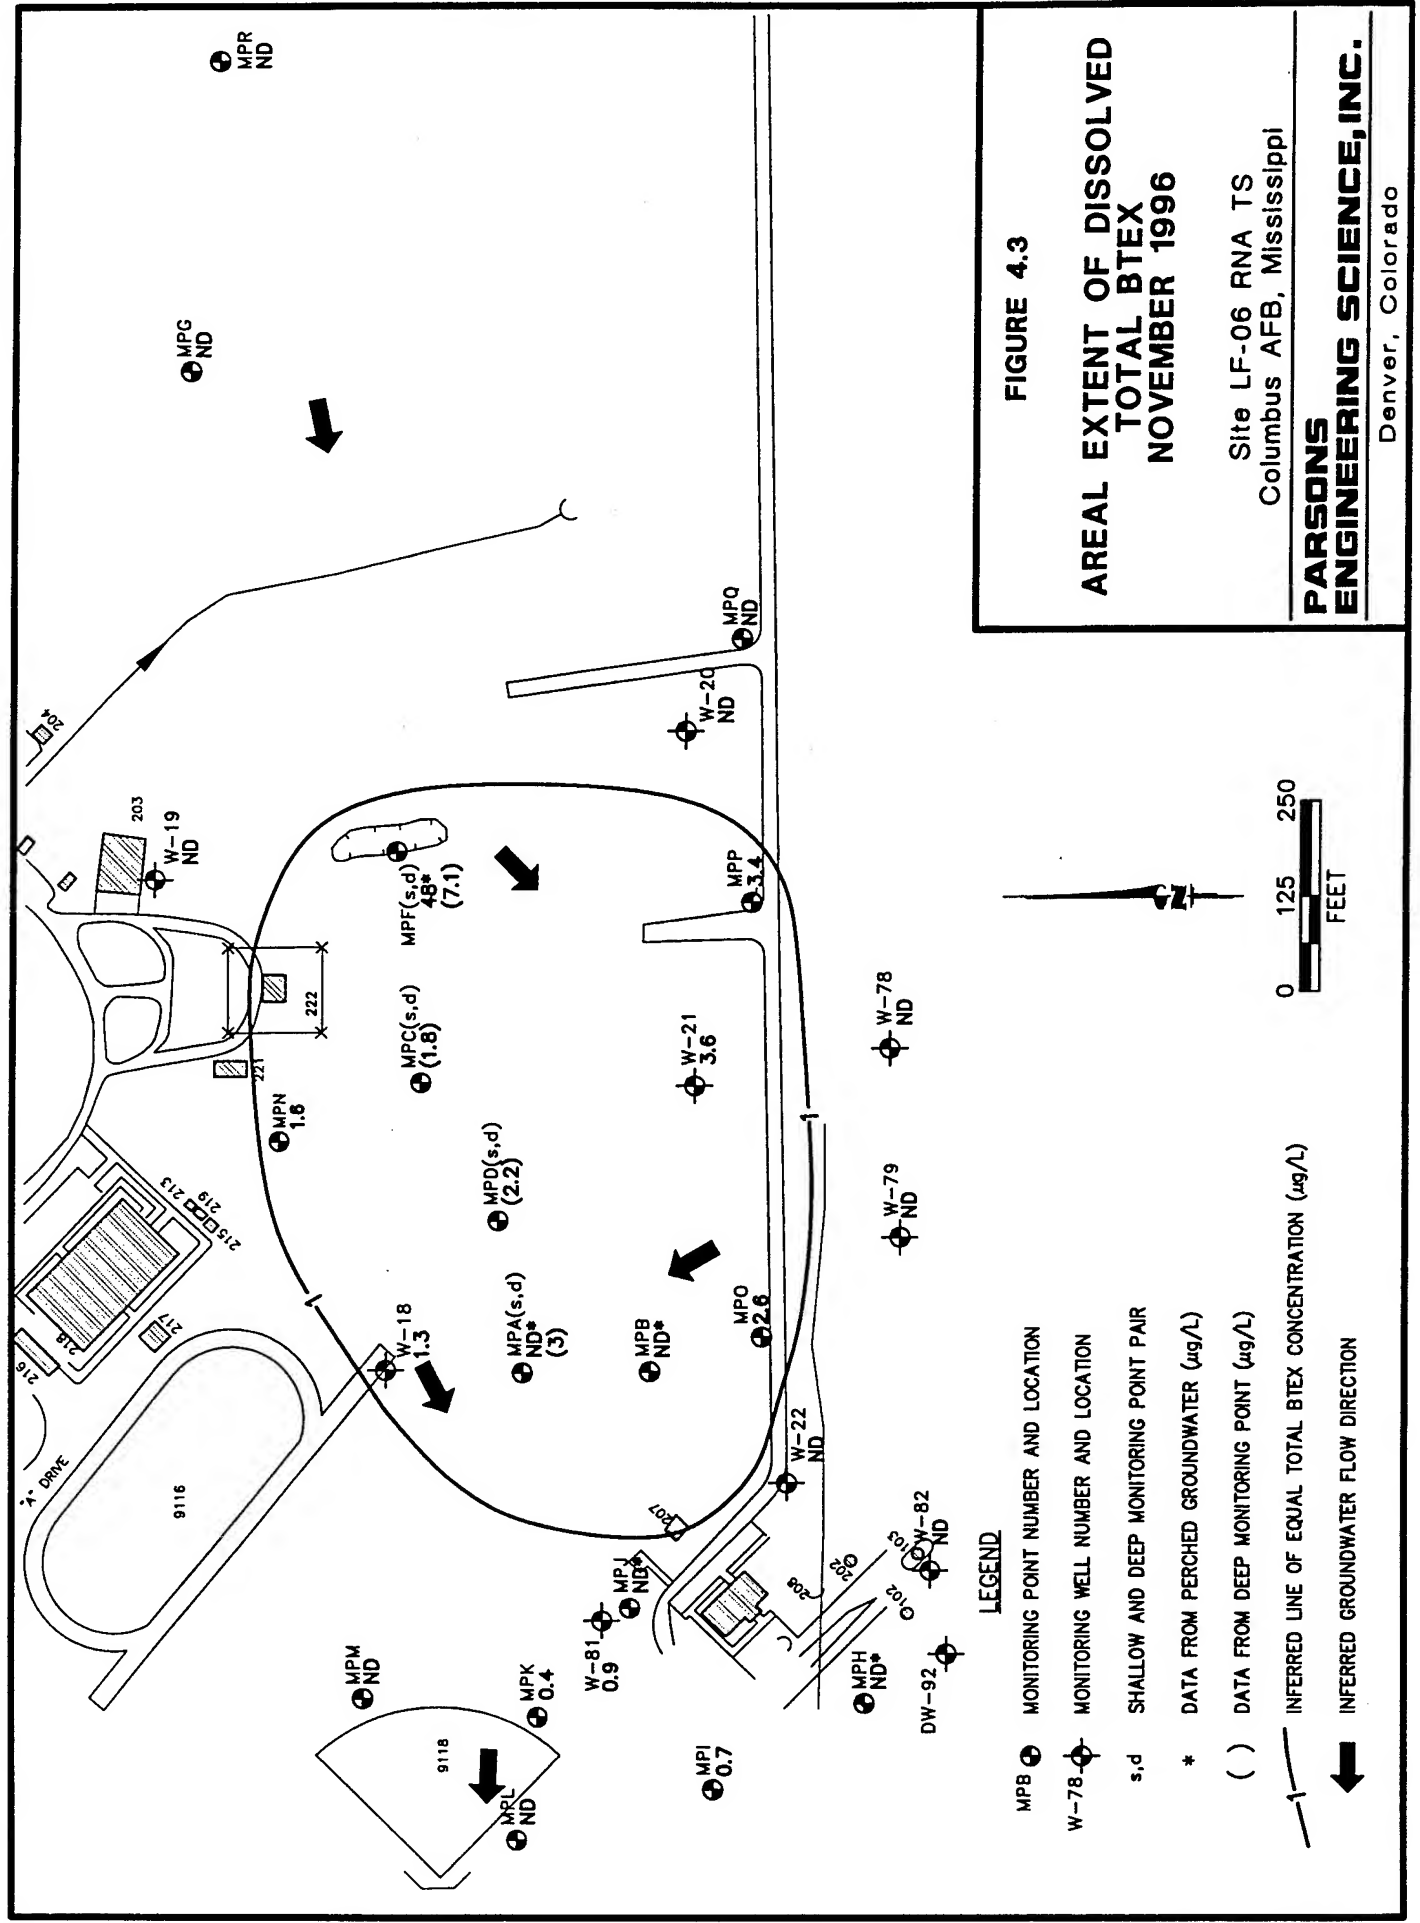 204
203
W-19
ND
MPG
ND
MPR
ND
"A" DRIVE
216
218
217
213
219
215
221
222
9116
MPN
1.6
MPF(s,d)
48*
(7.1)
MPC(s,d)
(1.8)
MPD(s,d)
(2.2)
W-18
1.3
1
MPA(s,d)
ND*
(3)
MPB
ND*
MPM
ND
9118
MPK
0.4
MPL
ND
W-81
0.9
MPJ
ND*
207
MPI
0.7
W-21
3.6
W-20
ND
MPQ
ND
MPP
3.4
MPO
2.6
W-22
ND
1
208
202
102
103
W-82
ND
MPH
ND*
DW-92
W-79
ND
W-78
ND
LEGEND
MPB MONITORING POINT NUMBER AND LOCATION
W-78 MONITORING WELL NUMBER AND LOCATION
s,d SHALLOW AND DEEP MONITORING POINT PAIR
* DATA FROM PERCHED GROUNDWATER (µg/L)
( ) DATA FROM DEEP MONITORING POINT (µg/L)
1 INFERRED LINE OF EQUAL TOTAL BTEX CONCENTRATION (µg/L)
INFERRED GROUNDWATER FLOW DIRECTION
N
0 125 250
FEET
FIGURE 4.3
AREAL EXTENT OF DISSOLVED
TOTAL BTEX
NOVEMBER 1996
Site LF-06 RNA TS
Columbus AFB, Mississippi
PARSONS
ENGINEERING SCIENCE, INC.
Denver, Colorado